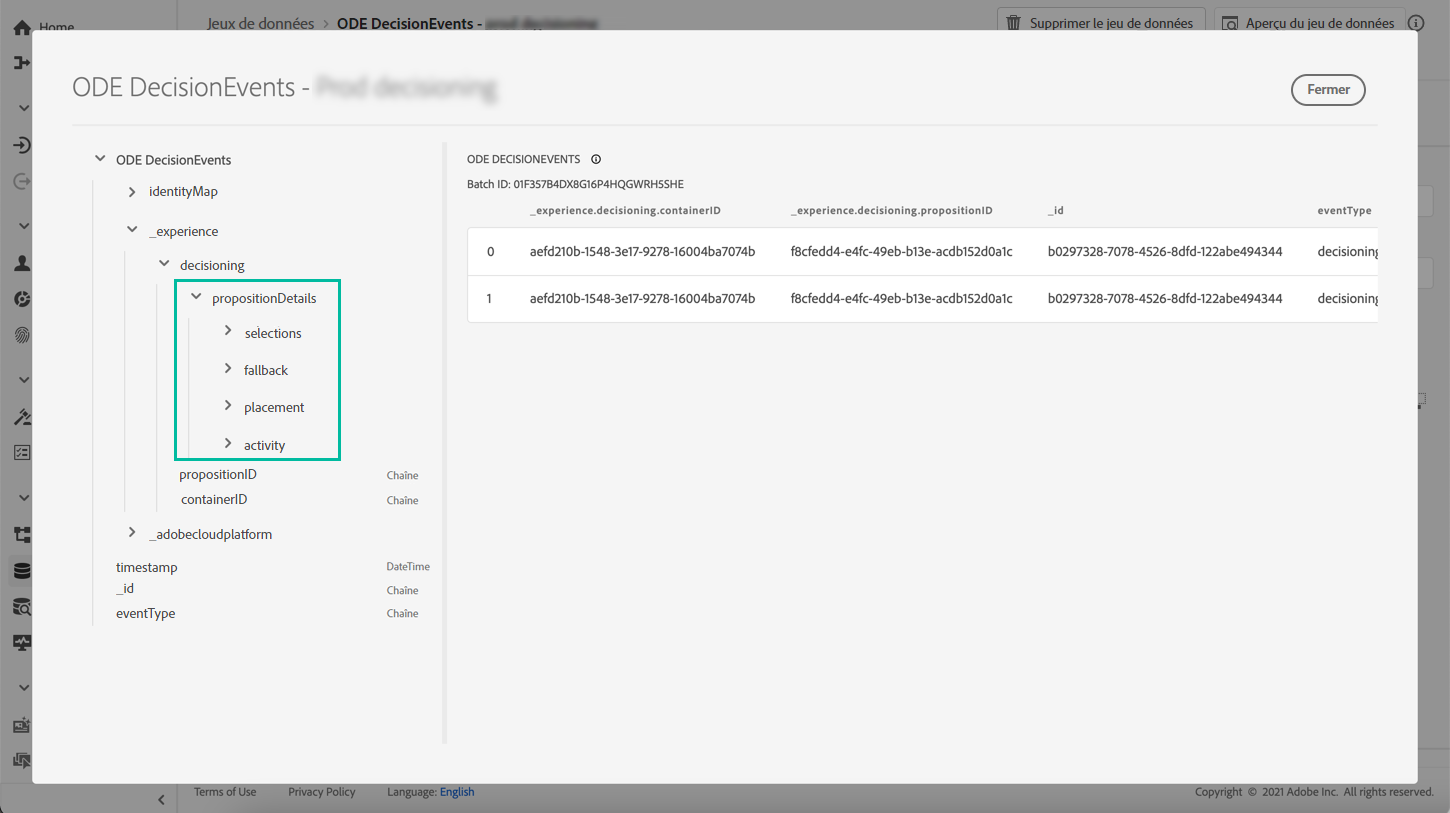 Home
Jeux de données > ODE DecisionEvents -
Supprimer le jeu de données
Aperçu du jeu de données
ODE DecisionEvents -
Fermer
ODE DecisionEvents
identityMap
_experience
decisioning
propositionDetails
selections
fallback
placement
activity
propositionID Chaîne
containerID Chaîne
_adobecloudplatform
timestamp DateTime
_id Chaîne
eventType Chaîne
ODE DECISIONEVENTS
Batch ID: 01F357B4DX8G16P4HQGWRHSSHE
_experience.decisioning.containerID _experience.decisioning.propositionID _id eventType
0 aefd210b-1548-3e17-9278-16004ba7074b f8cfedd4-e4fc-49eb-b13e-acdb152d0a1c b0297328-7078-4526-8dfd-122abe494344 decisioning
1 aefd210b-1548-3e17-9278-16004ba7074b f8cfedd4-e4fc-49eb-b13e-acdb152d0a1c b0297328-7078-4526-8dfd-122abe494344 decisioning
Terms of Use Privacy Policy Language: English
Copyright © 2021 Adobe Inc. All rights reserved.